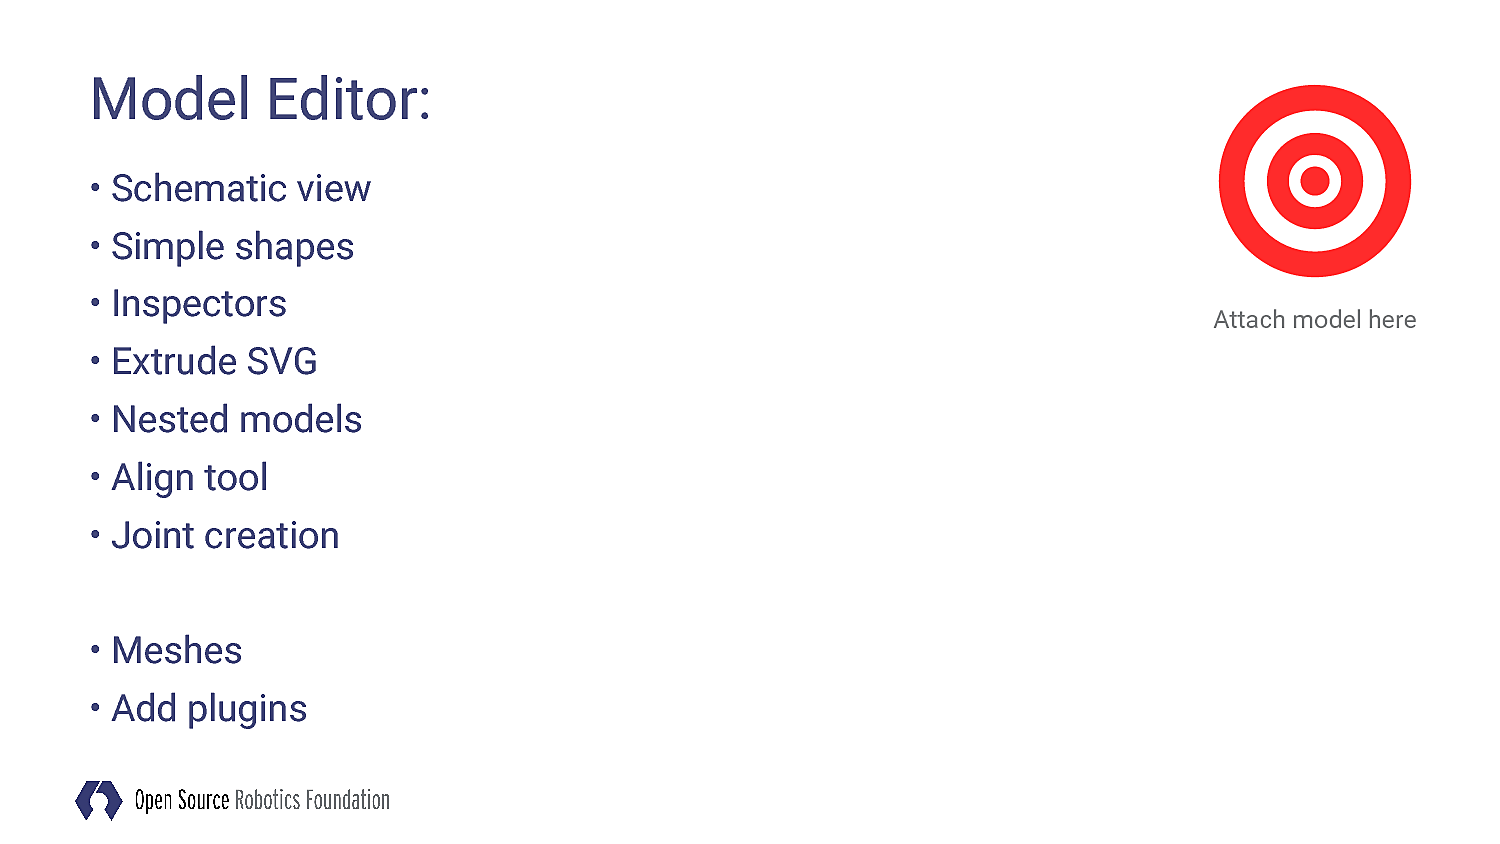 Model Editor:
• Schematic view
• Simple shapes
• Inspectors
• Extrude SVG
• Nested models
• Align tool
• Joint creation
• Meshes
• Add plugins
Attach model here
Open Source Robotics Foundation